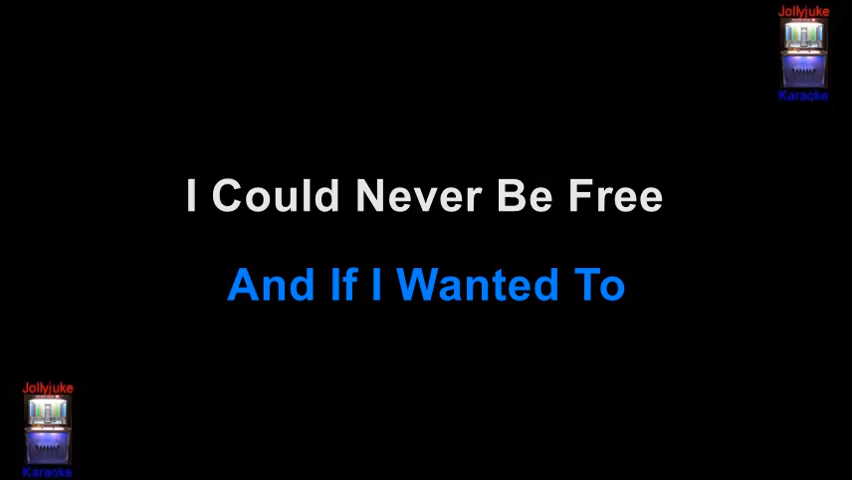 Jollyjuke
Karaoke
I Could Never Be Free
And If I Wanted To
Jollyjuke
Karaoke